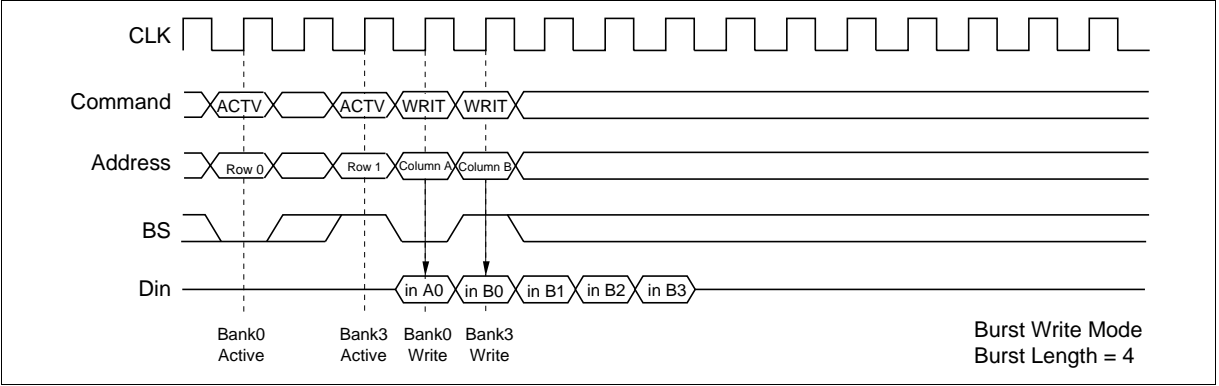 CLK
Command ACTV ACTV WRIT WRIT
Address Row 0 Row 1 Column A Column B
BS
Din in A0 in B0 in B1 in B2 in B3
Bank0 Bank3 Bank0 Bank3
Active Active Write Write
Burst Write Mode
Burst Length = 4